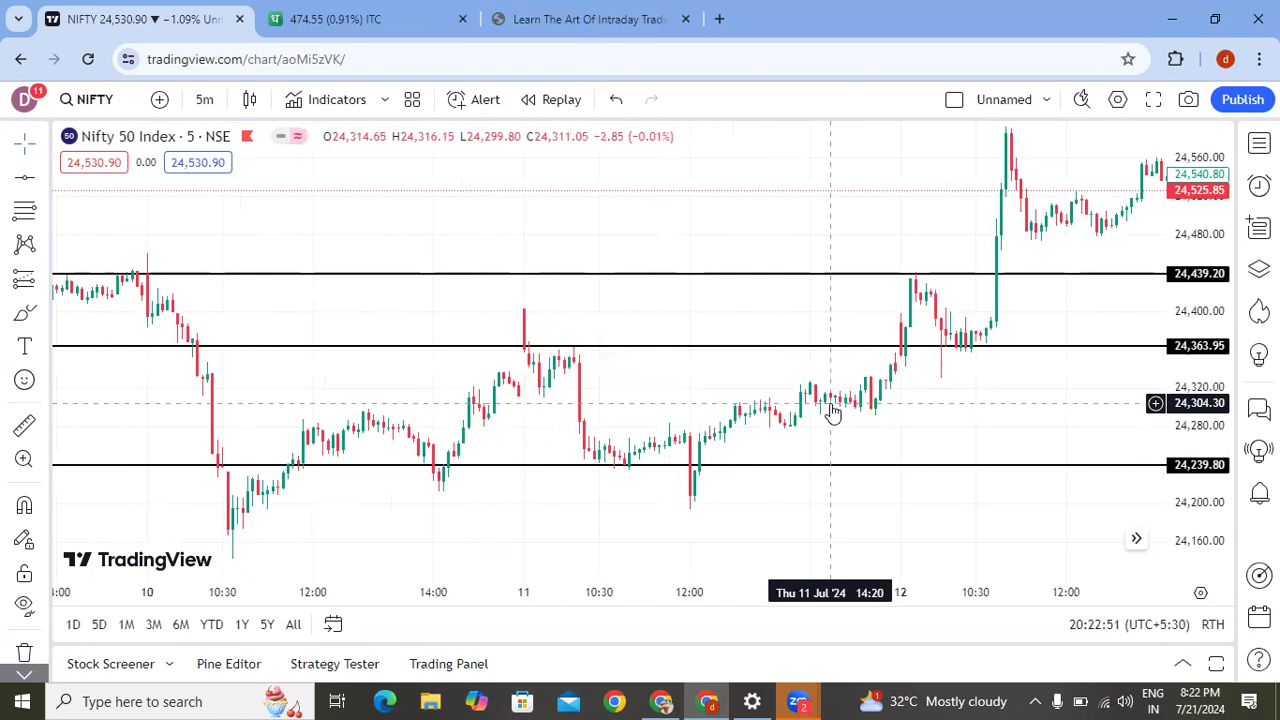 NIFTY 24,530.90 ▼ −1.09% Unn
474.55 (0.91%) ITC
Learn The Art Of Intraday Tradin
tradingview.com/chart/aoMi5zVK/
d
D
11
NIFTY
5m
Indicators
Alert
Replay
Unnamed
Publish
50 Nifty 50 Index · 5 · NSE
O24,314.65 H24,316.15 L24,299.80 C24,311.05 −2.85 (−0.01%)
24,530.90
0.00
24,530.90
24,560.00
24,540.80
24,525.85
24,480.00
24,439.20
24,400.00
24,363.95
24,320.00
24,304.30
24,280.00
24,239.80
24,200.00
24,160.00
TradingView
:00
10
10:30
12:00
14:00
11
10:30
12:00
Thu 11 Jul '24 14:20
12
10:30
12:00
1D 5D 1M 3M 6M YTD 1Y 5Y All
20:22:51 (UTC+5:30) RTH
Stock Screener
Pine Editor
Strategy Tester
Trading Panel
Type here to search
32°C Mostly cloudy
ENG
IN
8:22 PM
7/21/2024